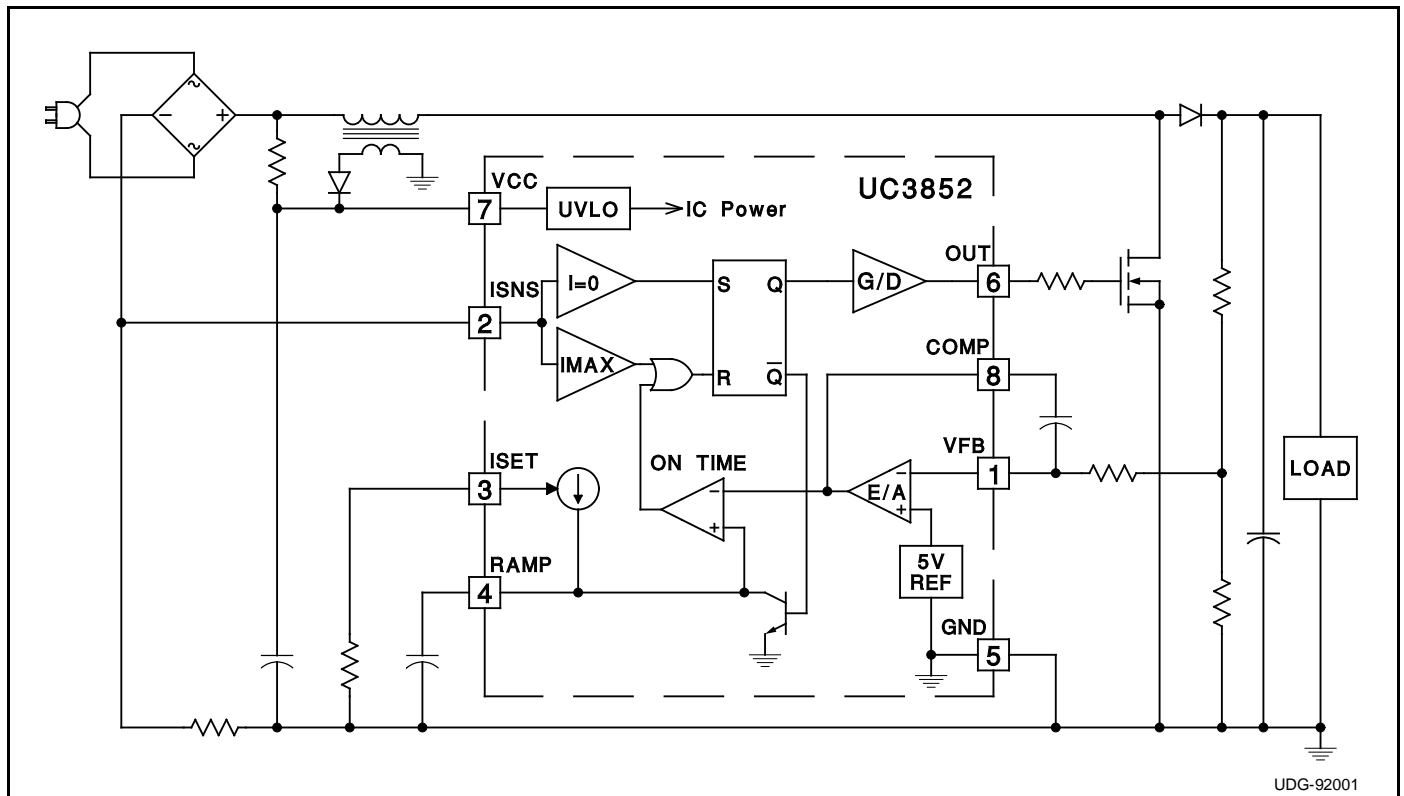 ~
− +
~
UC3852
VCC
7
UVLO
IC Power
ISNS
2
I=0
IMAX
S Q
R Q̅
G/D
OUT
6
COMP
8
VFB
1
ISET
3
ON TIME
−
+
−
E/A
+
5V
REF
LOAD
RAMP
4
GND
5
UDG-92001